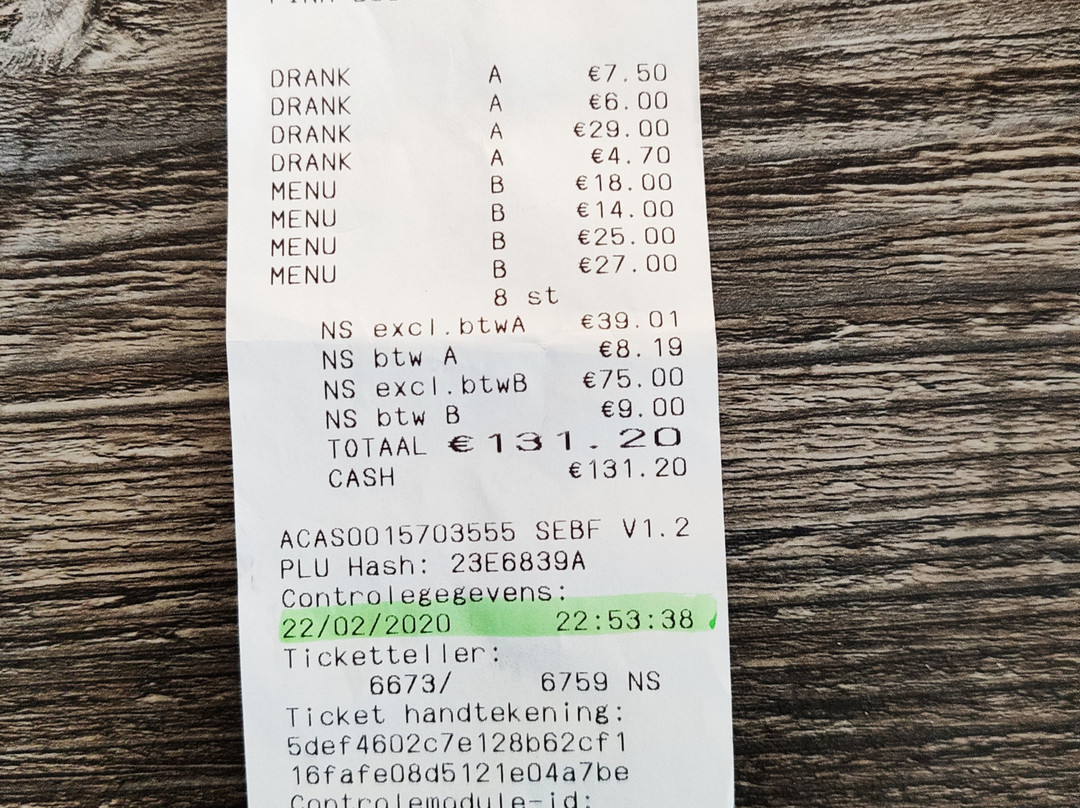 DRANK A €7.50
DRANK A €6.00
DRANK A €29.00
DRANK A €4.70
MENU B €18.00
MENU B €14.00
MENU B €25.00
MENU B €27.00
8 st
NS excl.btwA €39.01
NS btw A €8.19
NS excl.btwB €75.00
NS btw B €9.00
TOTAAL €131.20
CASH €131.20
ACAS0015703555 SEBF V1.2
PLU Hash: 23E6839A
Controlegegevens:
22/02/2020 22:53:38
Ticketteller:
6673/ 6759 NS
Ticket handtekening:
5def4602c7e128b62cf1
16fafe08d5121e04a7be
Controlemodule-id: